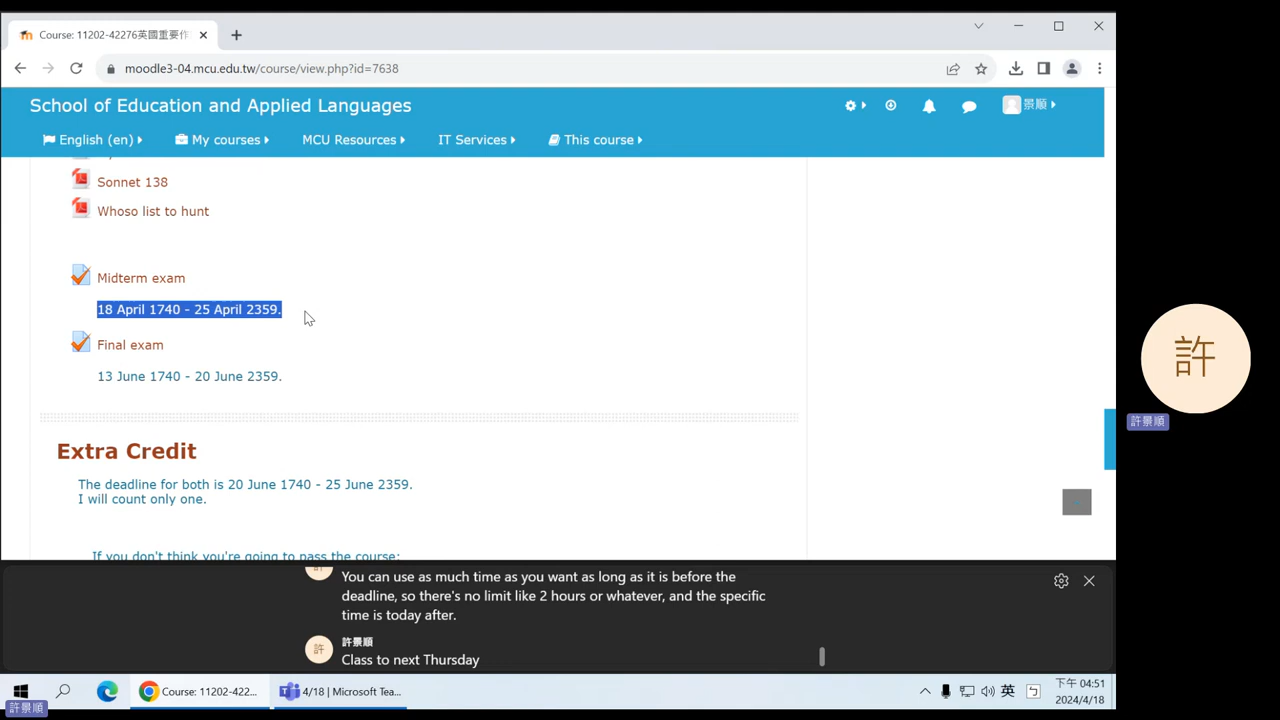 Course: 11202-42276英國重要作
moodle3-04.mcu.edu.tw/course/view.php?id=7638
School of Education and Applied Languages
景順
English (en)
My courses
MCU Resources
IT Services
This course
Sonnet 138
Whoso list to hunt
Midterm exam
18 April 1740 - 25 April 2359.
Final exam
13 June 1740 - 20 June 2359.
Extra Credit
The deadline for both is 20 June 1740 - 25 June 2359.
I will count only one.
If you don't think you're going to pass the course:
許
許景順
許
You can use as much time as you want as long as it is before the
deadline, so there's no limit like 2 hours or whatever, and the specific
time is today after.
許
許景順
Class to next Thursday
Course: 11202-422...
4/18 | Microsoft Tea...
英
ㄅ
下午 04:51
2024/4/18
許景順